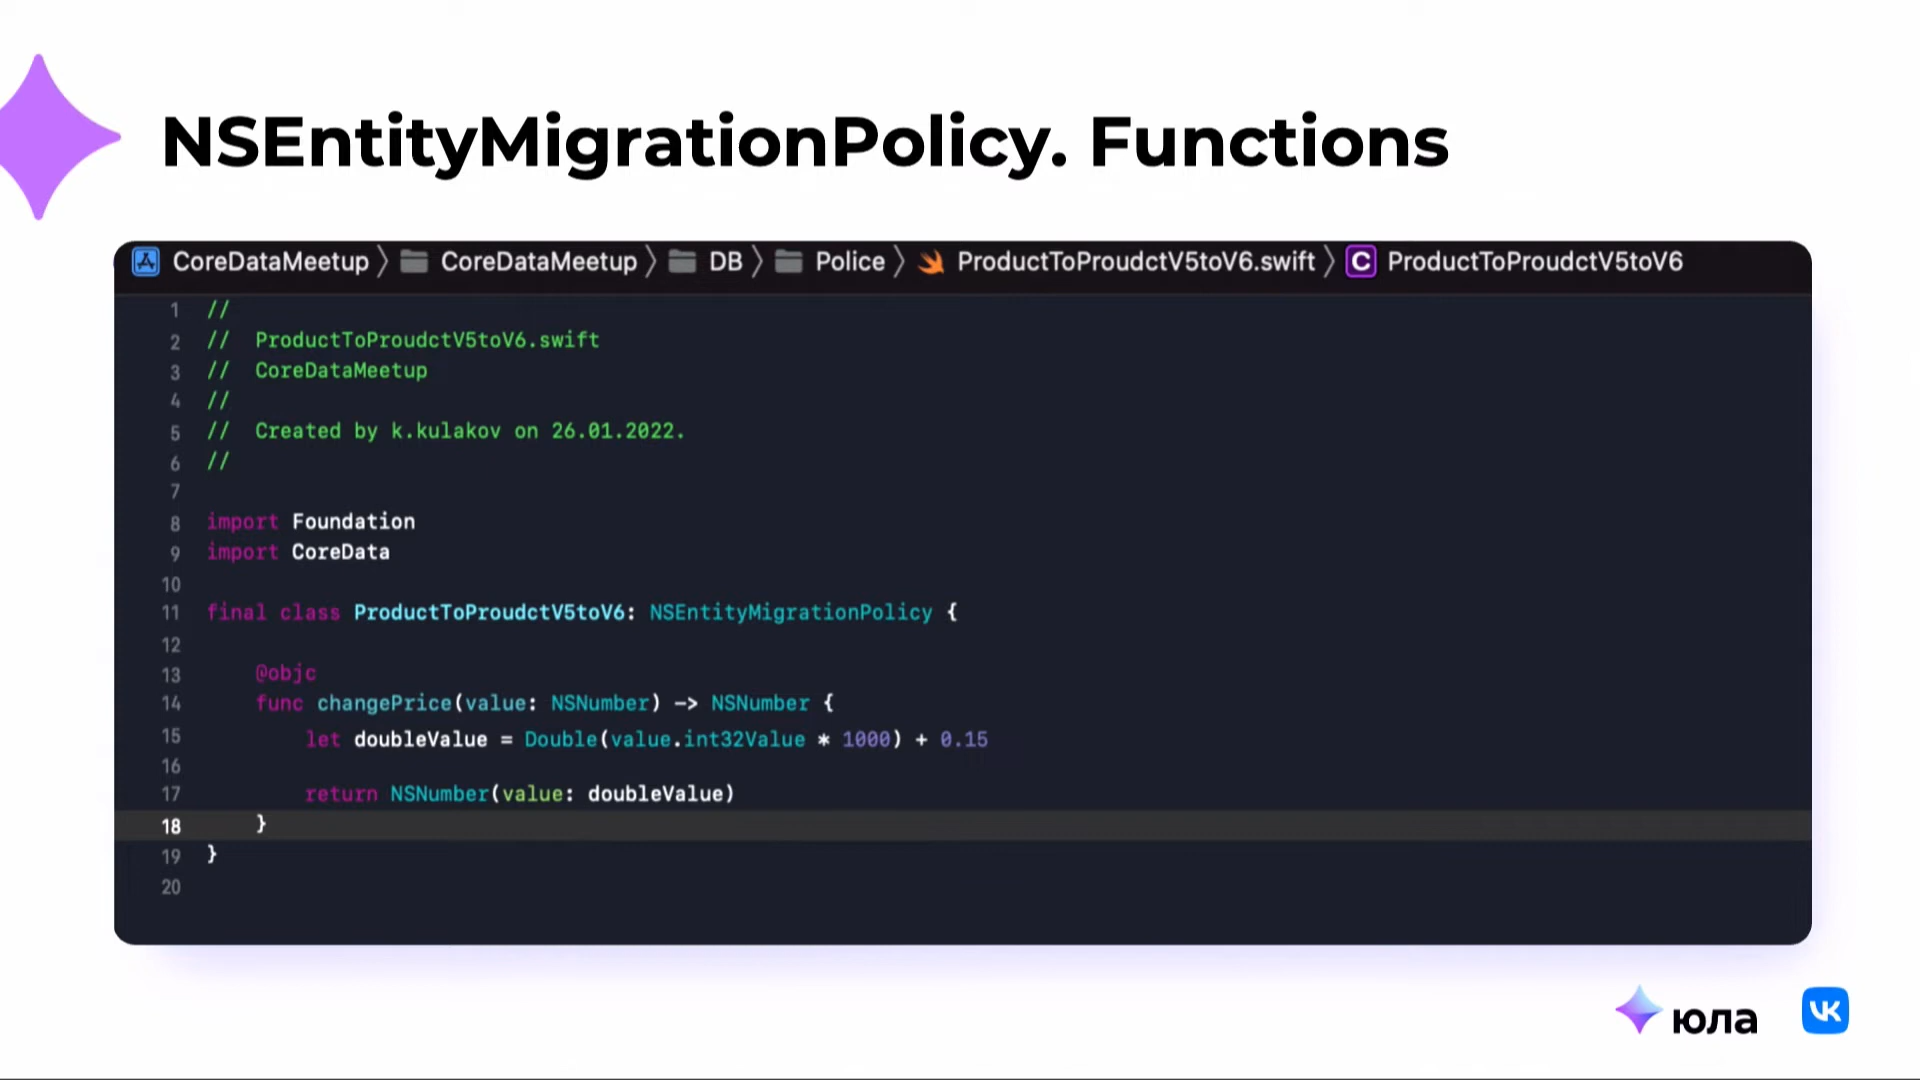 NSEntityMigrationPolicy. Functions
CoreDataMeetup 〉 CoreDataMeetup 〉 DB 〉 Police 〉 ProductToProudctV5toV6.swift 〉 C ProductToProudctV5toV6
1 //
2 //  ProductToProudctV5toV6.swift
3 //  CoreDataMeetup
4 //
5 //  Created by k.kulakov on 26.01.2022.
6 //
7
8 import Foundation
9 import CoreData
10
11 final class ProductToProudctV5toV6: NSEntityMigrationPolicy {
12
13     @objc
14     func changePrice(value: NSNumber) -> NSNumber {
15         let doubleValue = Double(value.int32Value * 1000) + 0.15
16
17         return NSNumber(value: doubleValue)
18     }
19 }
20
юла VK